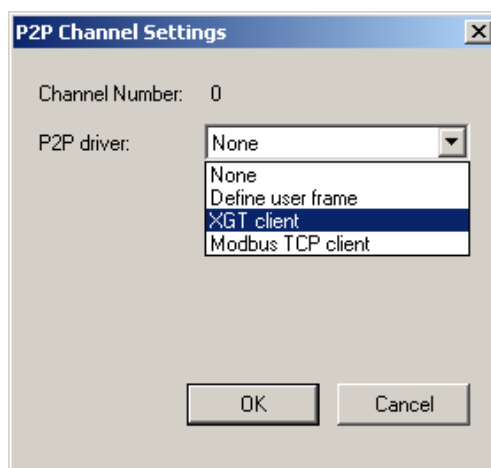 P2P Channel Settings
Channel Number: 0
P2P driver: None
None
Define user frame
XGT client
Modbus TCP client
OK Cancel